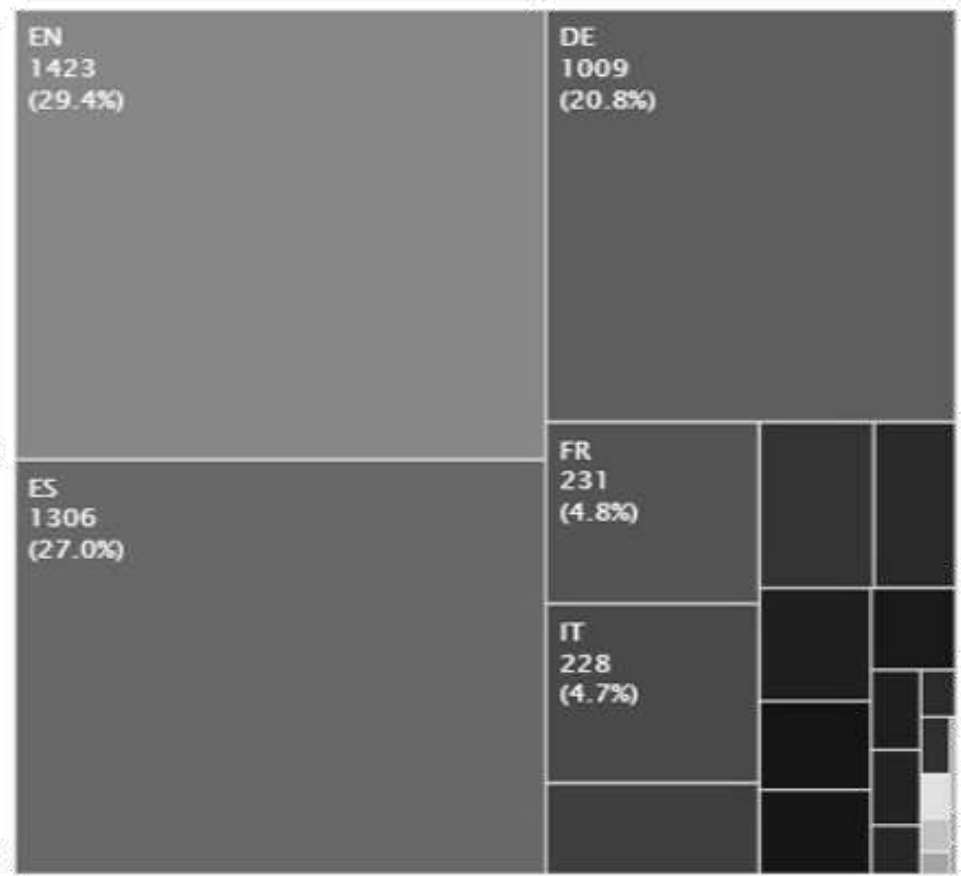 EN
1423
(29.4%)
DE
1009
(20.8%)
ES
1306
(27.0%)
FR
231
(4.8%)
IT
228
(4.7%)